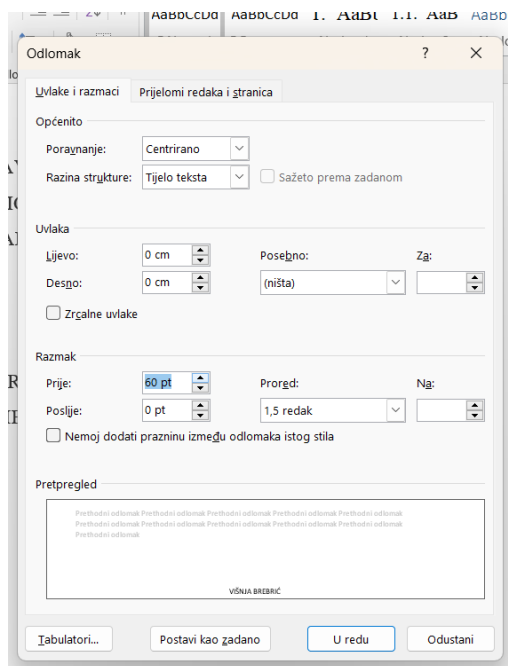 AaBbCcDd AaBbCcDd 1. AaBl 1.1. AaB AaBb
Odlomak ? X
Uvlake i razmaci Prijelomi redaka i stranica
Općenito
Poravnanje: Centrirano
Razina strukture: Tijelo teksta Sažeto prema zadanom
Uvlaka
Lijevo: 0 cm Posebno: Za:
Desno: 0 cm (ništa)
Zrcalne uvlake
Razmak
Prije: 60 pt Prored: Na:
Poslije: 0 pt 1,5 redak
Nemoj dodati prazninu između odlomaka istog stila
Pretpregled
Prethodni odlomak Prethodni odlomak Prethodni odlomak Prethodni odlomak Prethodni odlomak
Prethodni odlomak Prethodni odlomak Prethodni odlomak Prethodni odlomak Prethodni odlomak
Prethodni odlomak
VIŠNJA BREBRIĆ
Tabulatori... Postavi kao zadano U redu Odustani